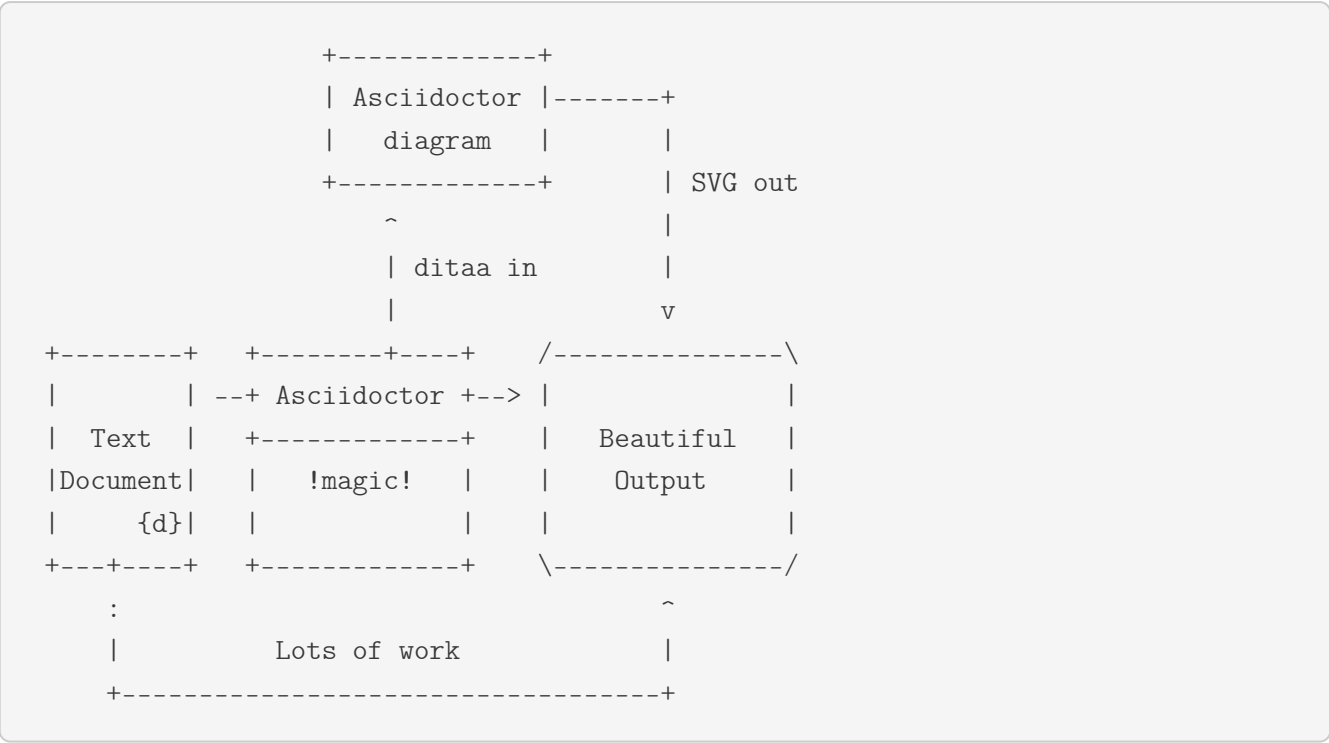 +-------------+
                  | Asciidoctor |-------+
                  |   diagram   |       |
                  +-------------+       | SVG out
                      ^                 |
                      | ditaa in        |
                      |                 v
+--------+   +--------+----+    /---------------\
|        | --+ Asciidoctor +--> |               |
|  Text  |   +-------------+    |   Beautiful   |
|Document|   |   !magic!   |    |    Output     |
|     {d}|   |             |    |               |
+---+----+   +-------------+    \---------------/
    :                                   ^
    |          Lots of work             |
    +-----------------------------------+